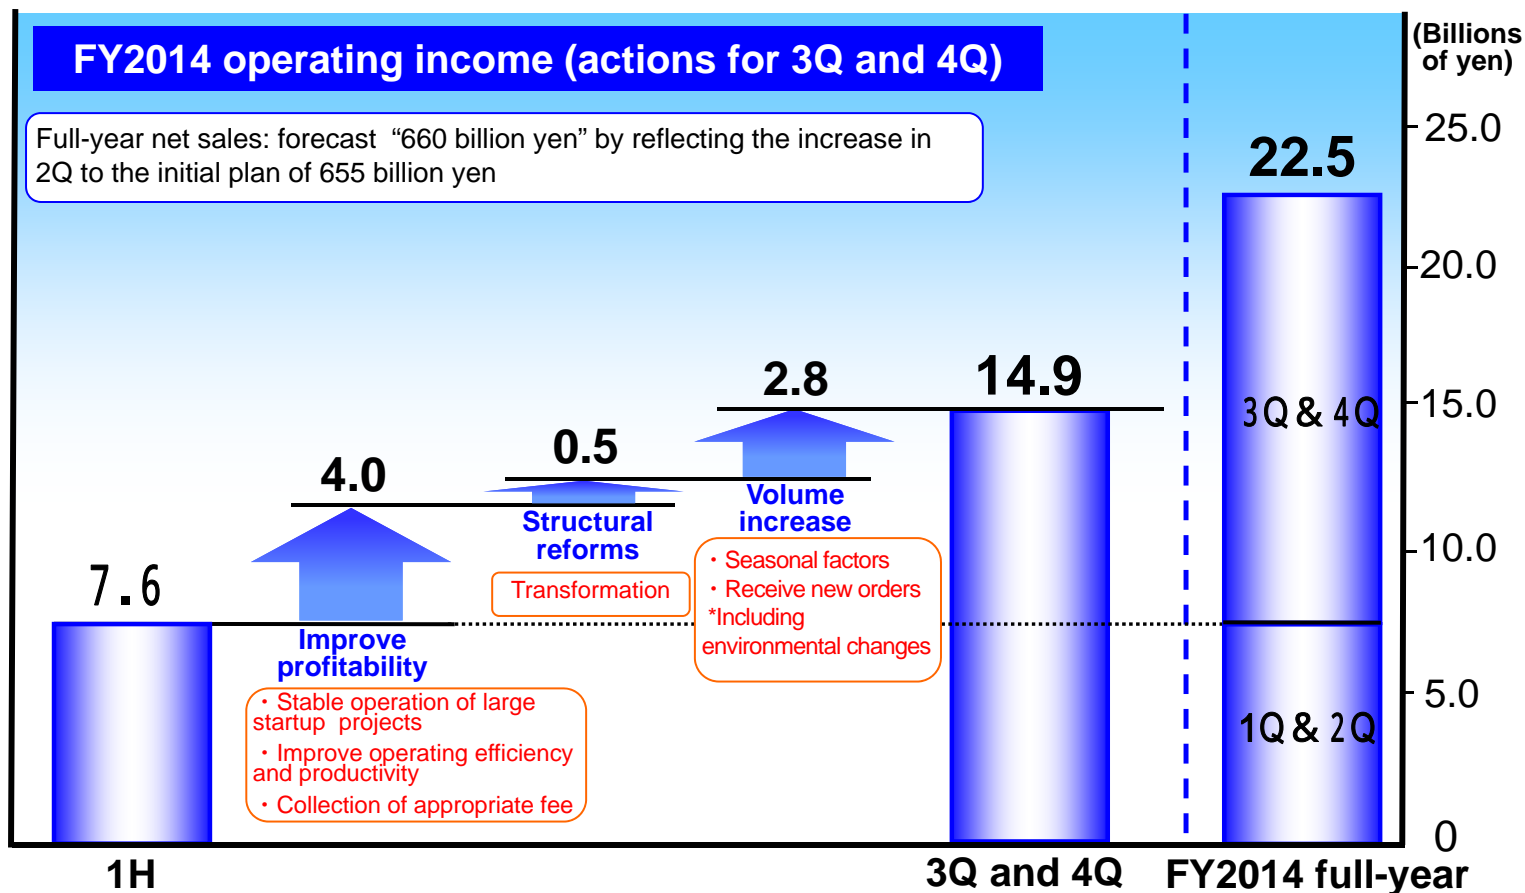 FY2014 operating income (actions for 3Q and 4Q)
(Billions
of yen)
Full-year net sales: forecast “660 billion yen” by reflecting the increase in
2Q to the initial plan of 655 billion yen
25.0
22.5
20.0
2.8
14.9
15.0
3Q & 4Q
4.0
0.5
Structural
reforms
Volume
increase
10.0
7.6
Transformation
・Seasonal factors
・Receive new orders
*Including
environmental changes
Improve
profitability
・Stable operation of large
startup projects
・Improve operating efficiency
and productivity
・Collection of appropriate fee
5.0
1Q & 2Q
0
1H
3Q and 4Q
FY2014 full-year